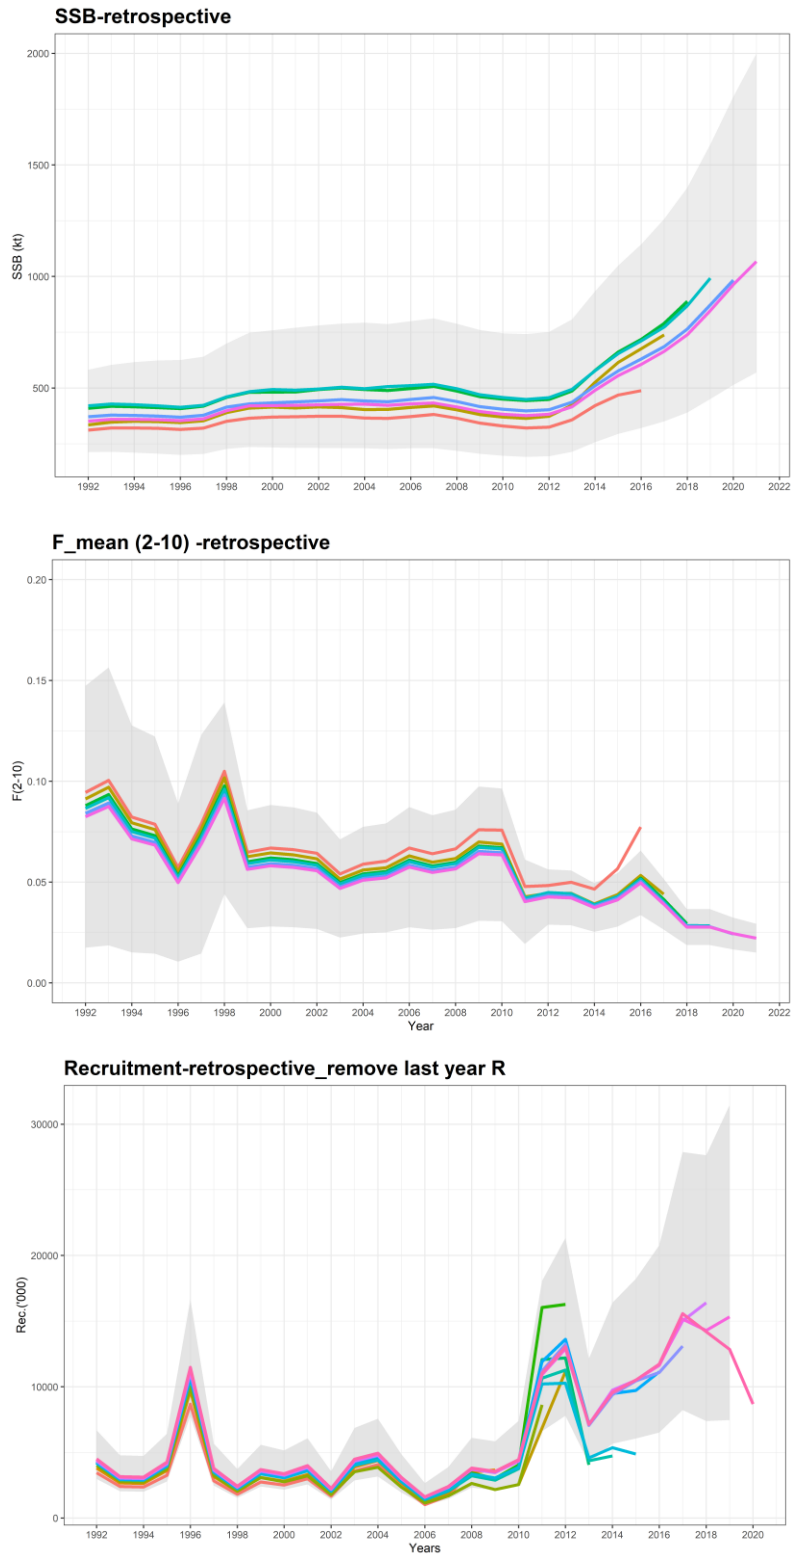 SSB-retrospective
2000
1500
1000
500
SSB (kt)
1992 1994 1996 1998 2000 2002 2004 2006 2008 2010 2012 2014 2016 2018 2020 2022
F_mean (2-10) -retrospective
0.20
0.15
0.10
0.05
0.00
F(2-10)
1992 1994 1996 1998 2000 2002 2004 2006 2008 2010 2012 2014 2016 2018 2020 2022
Year
Recruitment-retrospective_remove last year R
30000
20000
10000
0
Rec.('000)
1992 1994 1996 1998 2000 2002 2004 2006 2008 2010 2012 2014 2016 2018 2020
Years